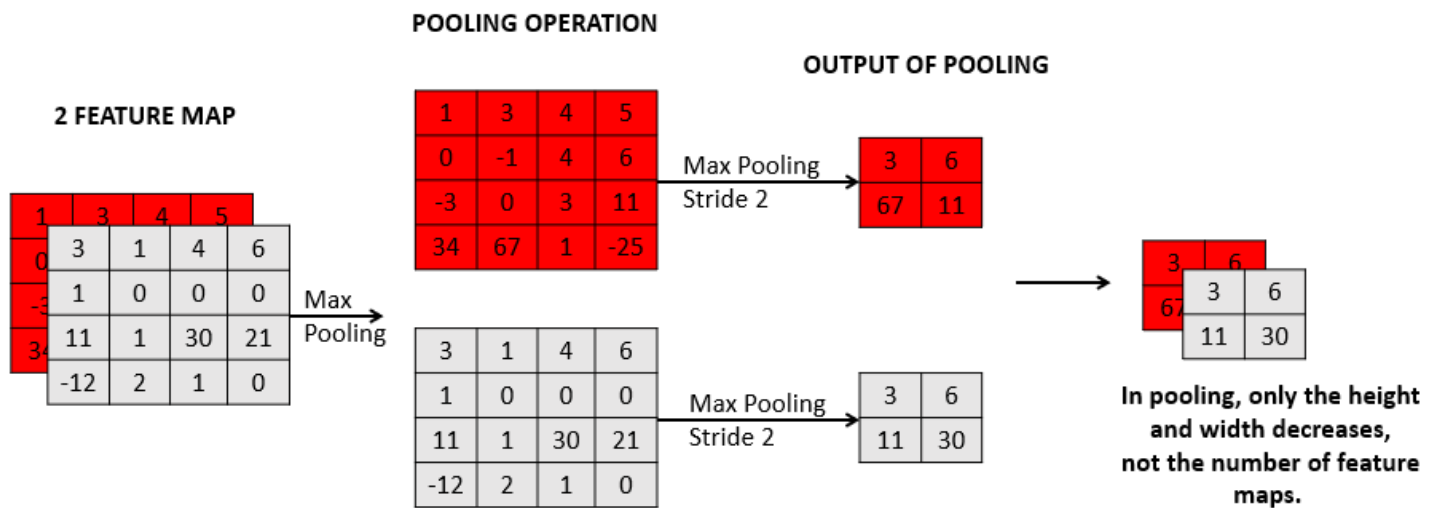 POOLING OPERATION
OUTPUT OF POOLING
2 FEATURE MAP
1 3 4 5
0
-3
34
3 1 4 6
1 0 0 0
11 1 30 21
-12 2 1 0
Max
Pooling
1 3 4 5
0 -1 4 6
-3 0 3 11
34 67 1 -25
Max Pooling
Stride 2
3 6
67 11
3 1 4 6
1 0 0 0
11 1 30 21
-12 2 1 0
Max Pooling
Stride 2
3 6
11 30
3 6
67
3 6
11 30
In pooling, only the height
and width decreases,
not the number of feature
maps.